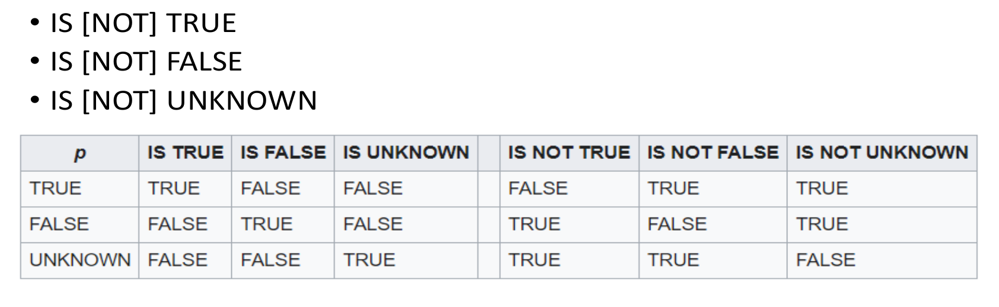 • IS [NOT] TRUE
• IS [NOT] FALSE
• IS [NOT] UNKNOWN
p IS TRUE IS FALSE IS UNKNOWN IS NOT TRUE IS NOT FALSE IS NOT UNKNOWN
TRUE TRUE FALSE FALSE FALSE TRUE TRUE
FALSE FALSE TRUE FALSE TRUE FALSE TRUE
UNKNOWN FALSE FALSE TRUE TRUE TRUE FALSE